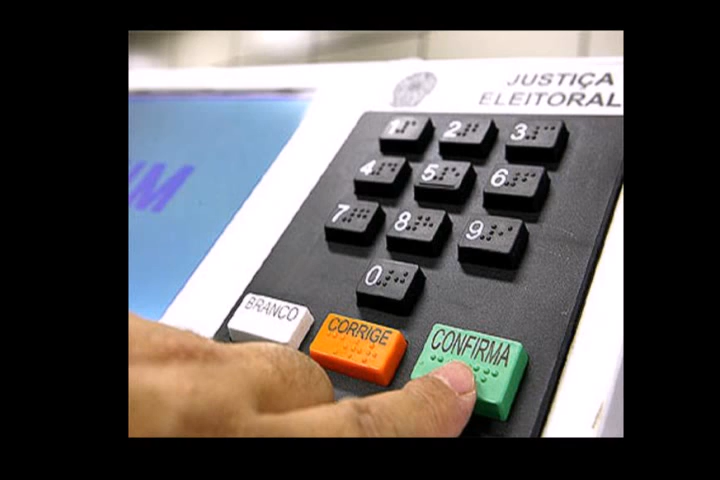 JUSTIÇA
ELEITORAL
1 2 3
4 5 6
7 8 9
0
BRANCO CORRIGE CONFIRMA